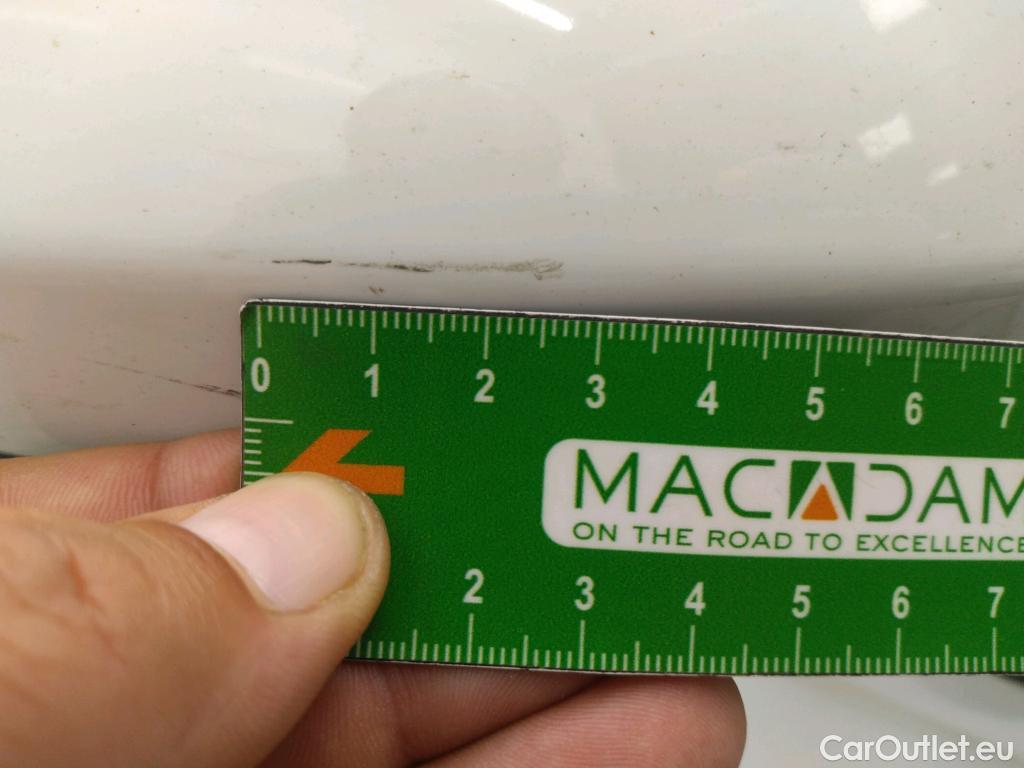 0 1 2 3 4 5 6 7
MACADAM
ON THE ROAD TO EXCELLENCE
2 3 4 5 6 7
CarOutlet.eu